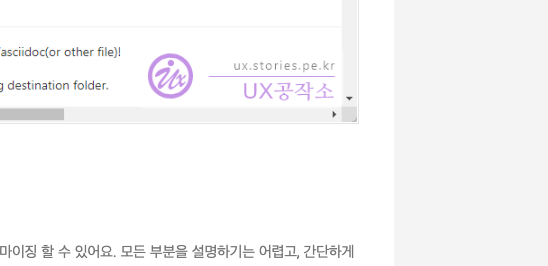 asciidoc(or other file)!
g destination folder.
iUx
ux.stories.pe.kr
UX공작소
마이징 할 수 있어요. 모든 부분을 설명하기는 어렵고, 간단하게